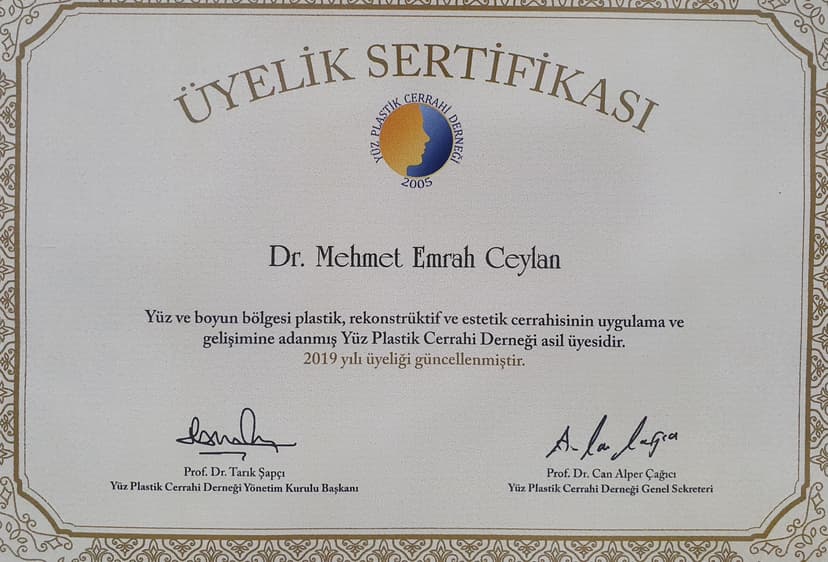 ÜYELİK SERTİFİKASI
YÜZ PLASTİK CERRAHİ DERNEĞİ
2005
Dr. Mehmet Emrah Ceylan
Yüz ve boyun bölgesi plastik, rekonstrüktif ve estetik cerrahisinin uygulama ve
gelişimine adanmış Yüz Plastik Cerrahi Derneği asil üyesidir.
2019 yılı üyeliği güncellenmiştir.
Prof. Dr. Tarık Şapçı
Yüz Plastik Cerrahi Derneği Yönetim Kurulu Başkanı
Prof. Dr. Can Alper Çağıcı
Yüz Plastik Cerrahi Derneği Genel Sekreteri